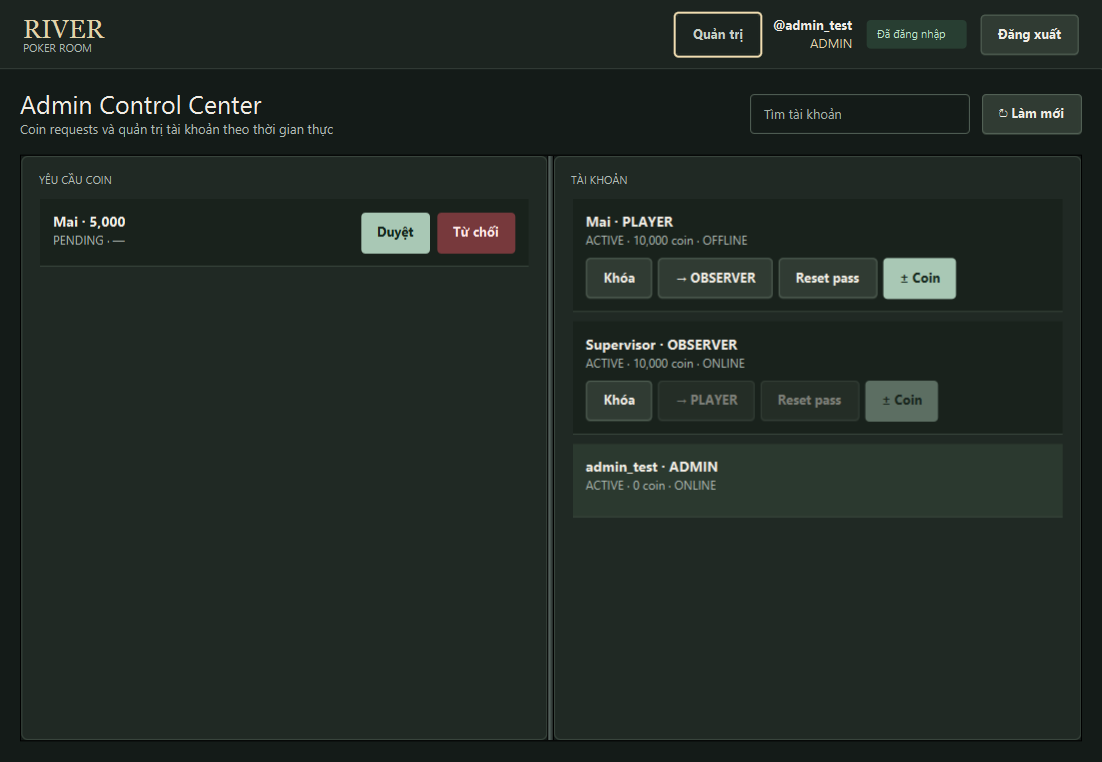 RIVER
POKER ROOM
Quản trị
@admin_test
ADMIN
Đã đăng nhập
Đăng xuất
Admin Control Center
Coin requests và quản trị tài khoản theo thời gian thực
Tìm tài khoản
↻ Làm mới
YÊU CẦU COIN
Mai · 5,000
PENDING · —
Duyệt
Từ chối
TÀI KHOẢN
Mai · PLAYER
ACTIVE · 10,000 coin · OFFLINE
Khóa
→ OBSERVER
Reset pass
± Coin
Supervisor · OBSERVER
ACTIVE · 10,000 coin · ONLINE
Khóa
→ PLAYER
Reset pass
± Coin
admin_test · ADMIN
ACTIVE · 0 coin · ONLINE